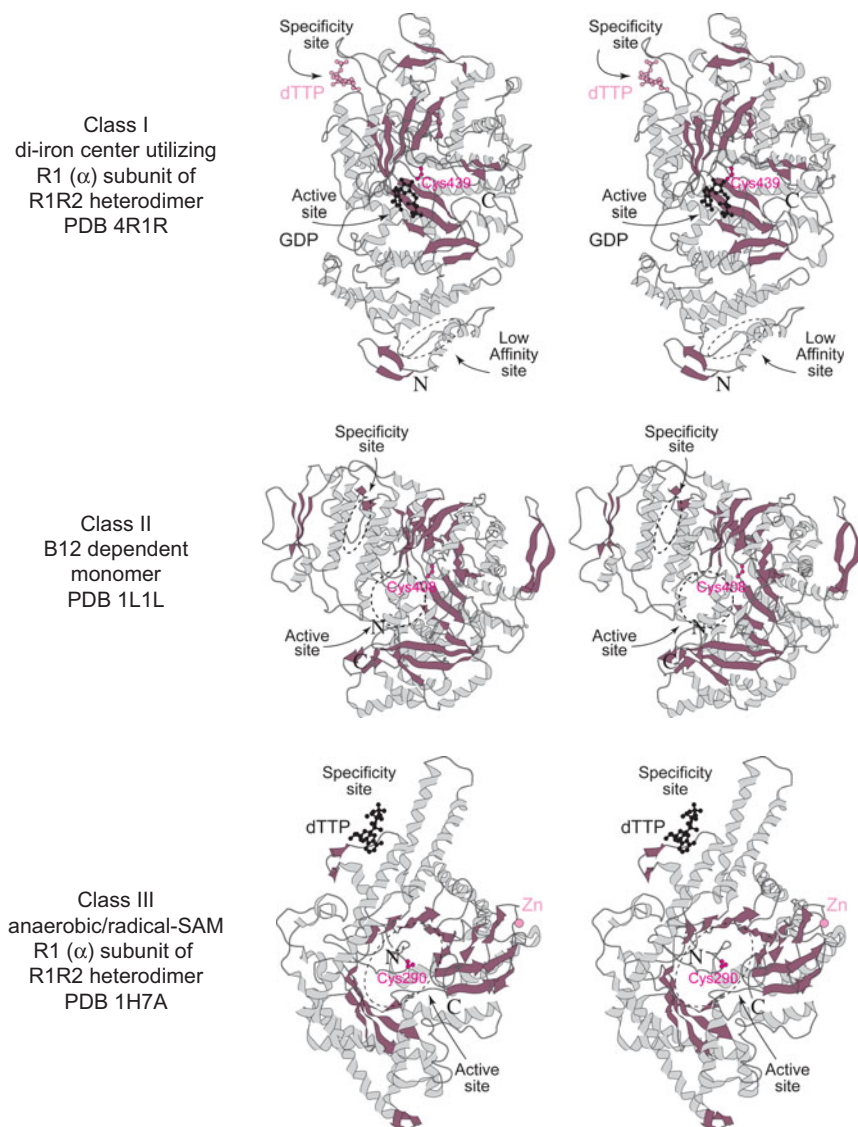 Class I
di-iron center utilizing
R1 (α) subunit of
R1R2 heterodimer
PDB 4R1R
Specificity
site
dTTP
Cys439
C
Active
site
GDP
Low
Affinity
site
N
Specificity
site
dTTP
Cys439
C
Active
site
GDP
Low
Affinity
site
N
Class II
B12 dependent
monomer
PDB 1L1L
Specificity
site
Cys408
N
Active
site
C
Specificity
site
Cys408
N
Active
site
C
Class III
anaerobic/radical-SAM
R1 (α) subunit of
R1R2 heterodimer
PDB 1H7A
Specificity
site
dTTP
Zn
N
Cys290
C
Active
site
Specificity
site
dTTP
Zn
N
Cys290
C
Active
site